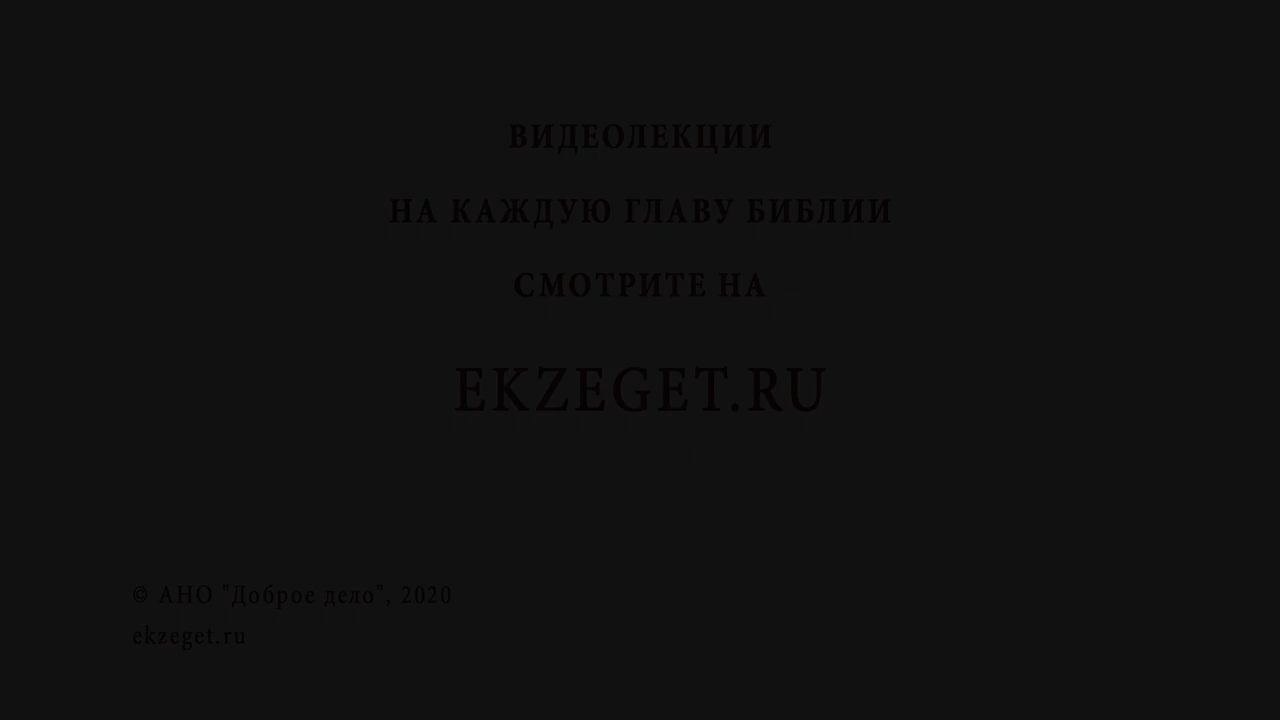 ВИДЕОЛЕКЦИИ
НА КАЖДУЮ ГЛАВУ БИБЛИИ
СМОТРИТЕ НА
EKZEGET.RU
© АНО "Доброе дело", 2020
ekzeget.ru